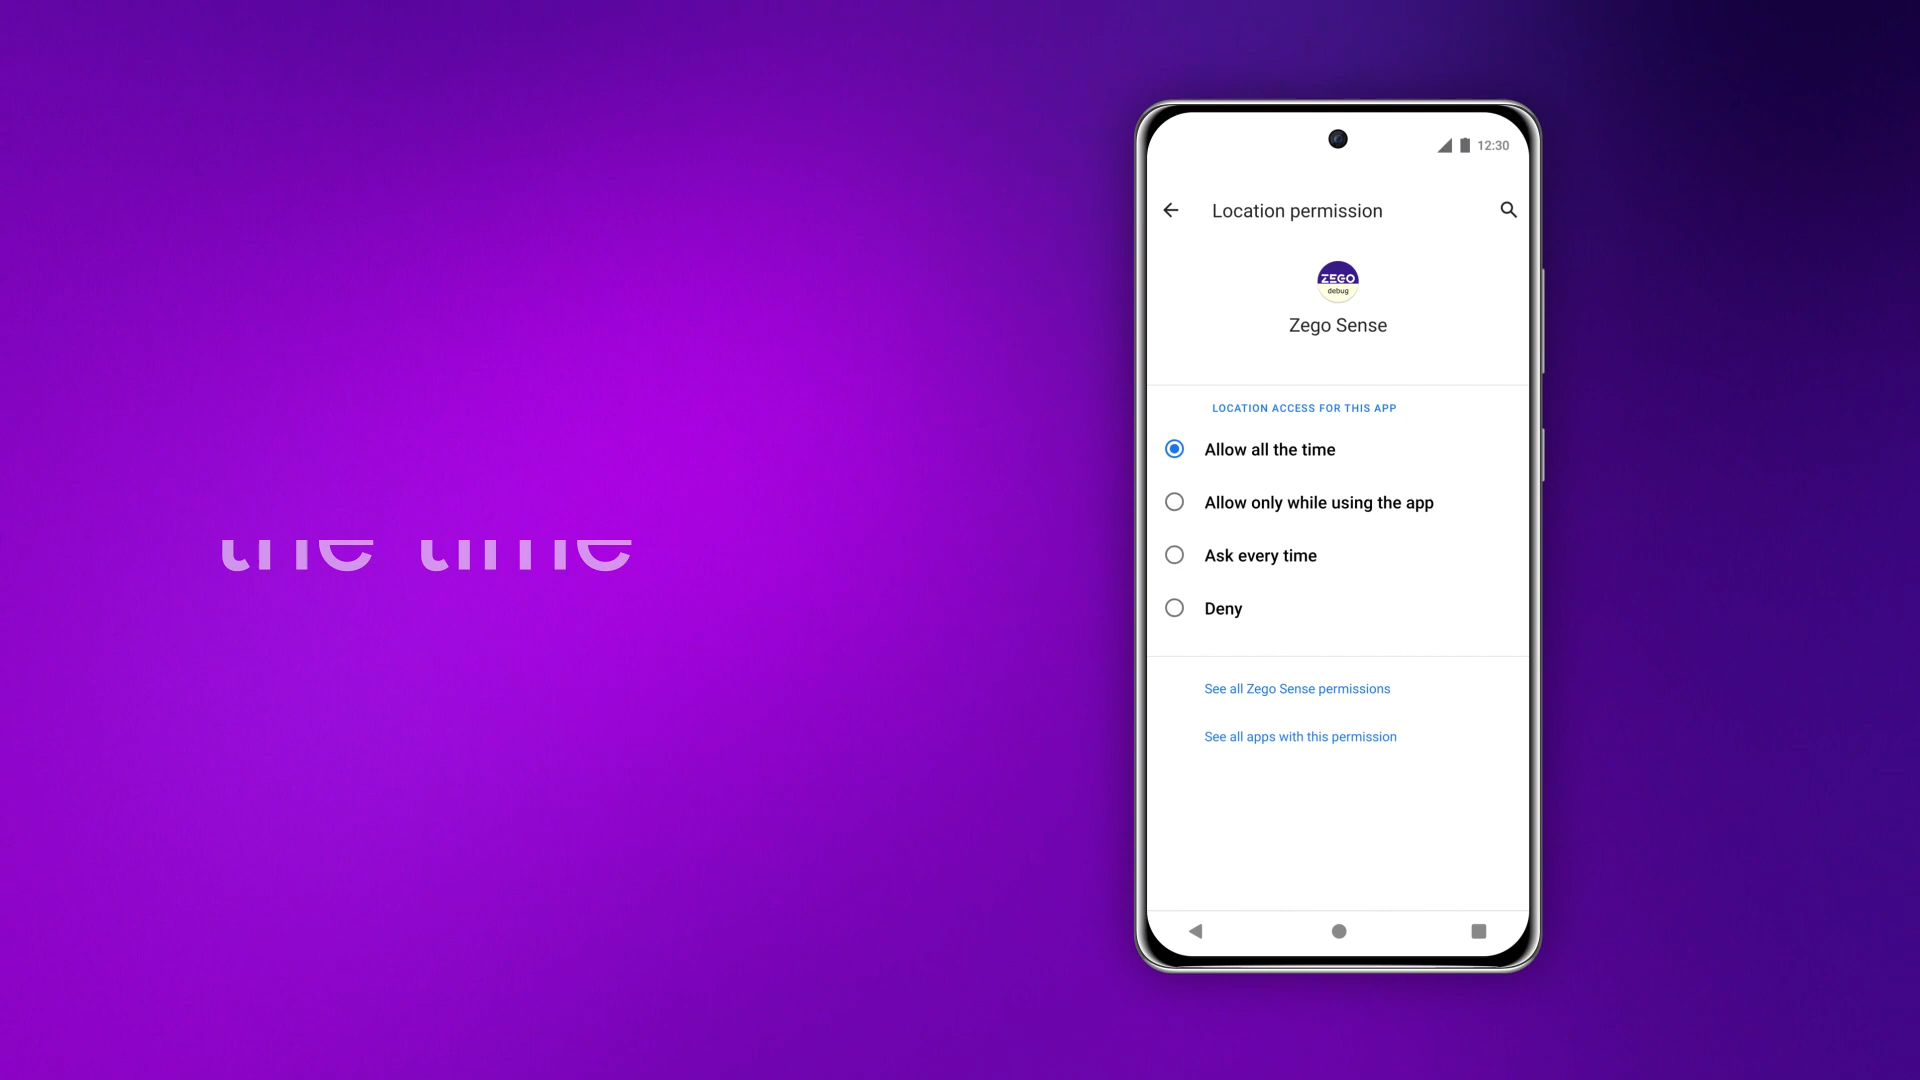 the time
12:30
Location permission
ZEGO
debug
Zego Sense
LOCATION ACCESS FOR THIS APP
Allow all the time
Allow only while using the app
Ask every time
Deny
See all Zego Sense permissions
See all apps with this permission